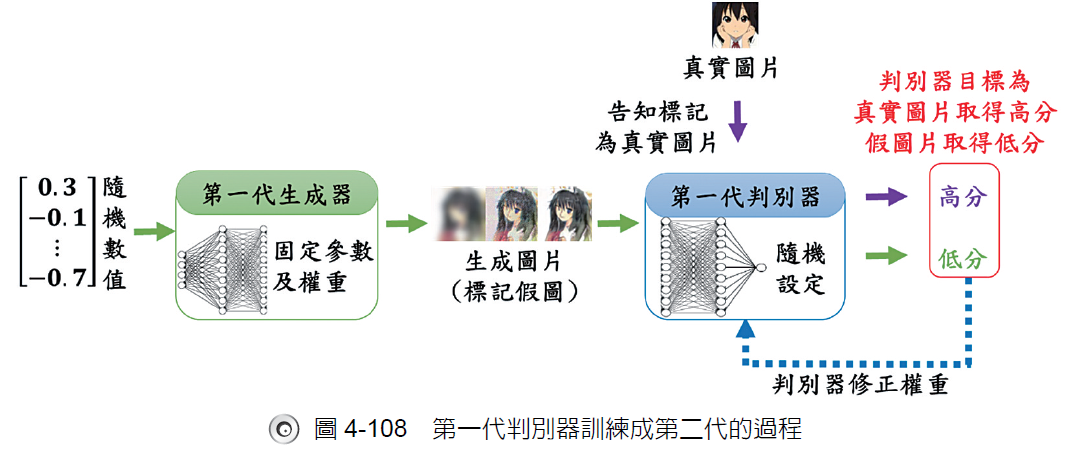 真實圖片
告知標記
為真實圖片
判別器目標為
真實圖片取得高分
假圖片取得低分
0.3
−0.1
⋮
−0.7
隨
機
數
值
第一代生成器
固定參數
及權重
生成圖片
(標記假圖)
第一代判別器
隨機
設定
高分
低分
判別器修正權重
圖 4-108 第一代判別器訓練成第二代的過程